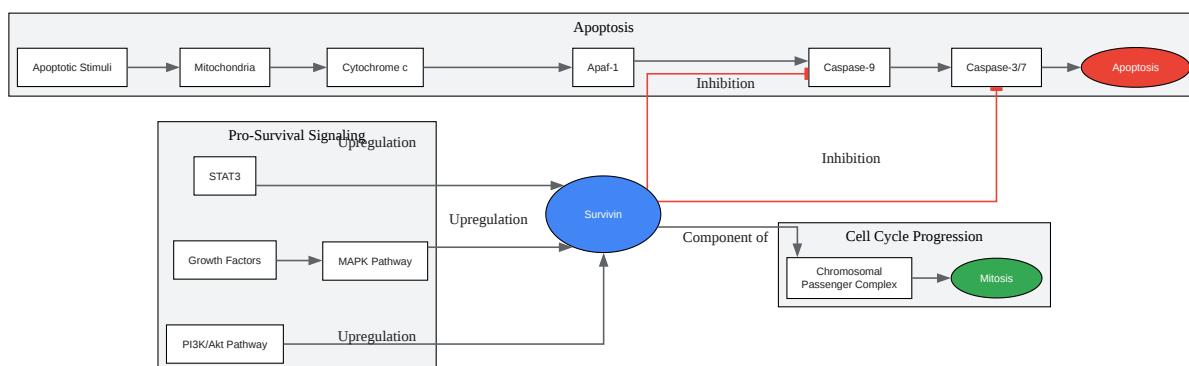 Apoptosis
Apoptotic Stimuli
Mitochondria
Cytochrome c
Apaf-1
Caspase-9
Caspase-3/7
Apoptosis
Inhibition
Pro-Survival Signaling
Upregulation
STAT3
Inhibition
Survivin
Upregulation
Growth Factors
MAPK Pathway
Component of
Cell Cycle Progression
Chromosomal
Passenger Complex
Mitosis
PI3K/Akt Pathway
Upregulation